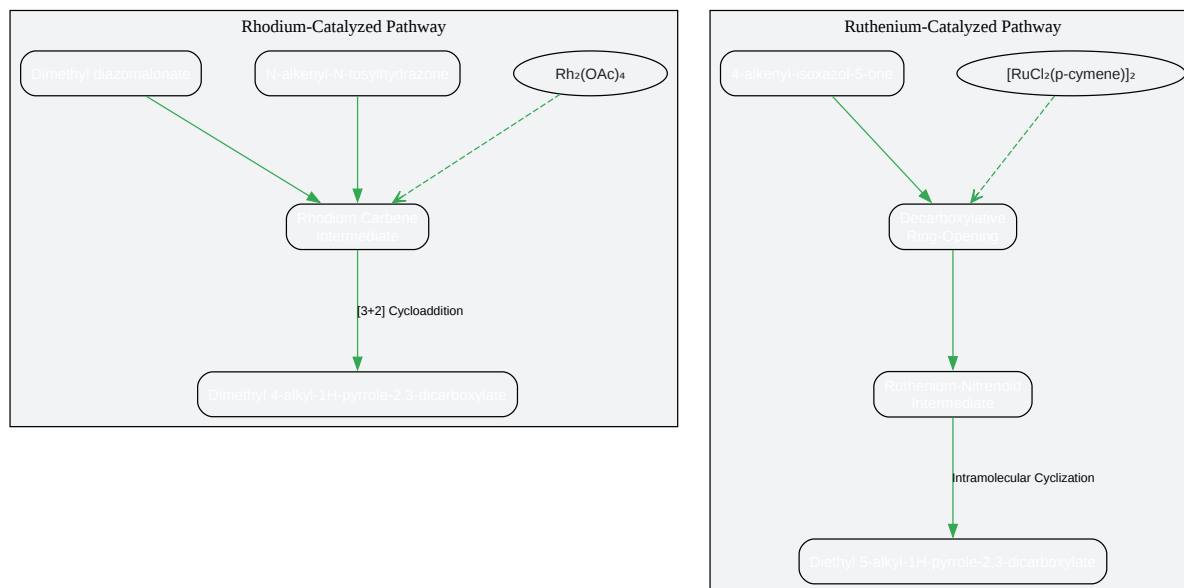 Rhodium-Catalyzed Pathway
Dimethyl diazomalonate
N-alkenyl-N-tosylhydrazone
Rh₂(OAc)₄
Rhodium Carbene
Intermediate
[3+2] Cycloaddition
Dimethyl 4-alkyl-1H-pyrrole-2,3-dicarboxylate
Ruthenium-Catalyzed Pathway
4-alkenyl-isoxazol-5-one
[RuCl₂(p-cymene)]₂
Decarboxylative
Ring-Opening
Ruthenium-Nitrenoid
Intermediate
Intramolecular Cyclization
Diethyl 5-alkyl-1H-pyrrole-2,3-dicarboxylate